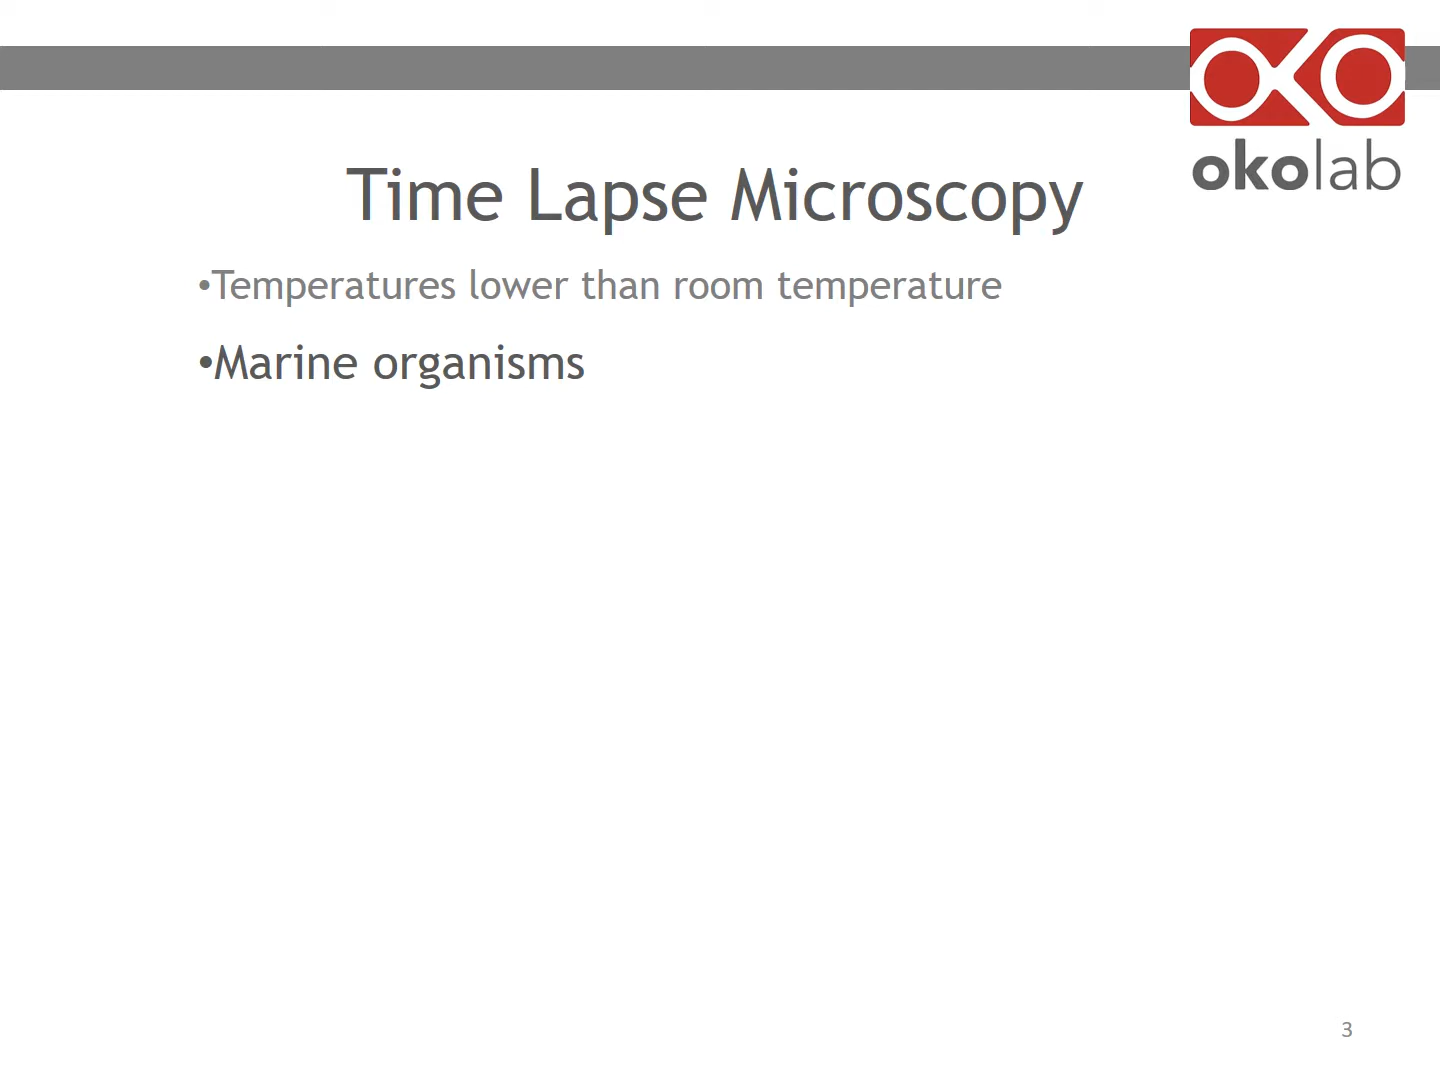 okolab
Time Lapse Microscopy
•Temperatures lower than room temperature
•Marine organisms
3